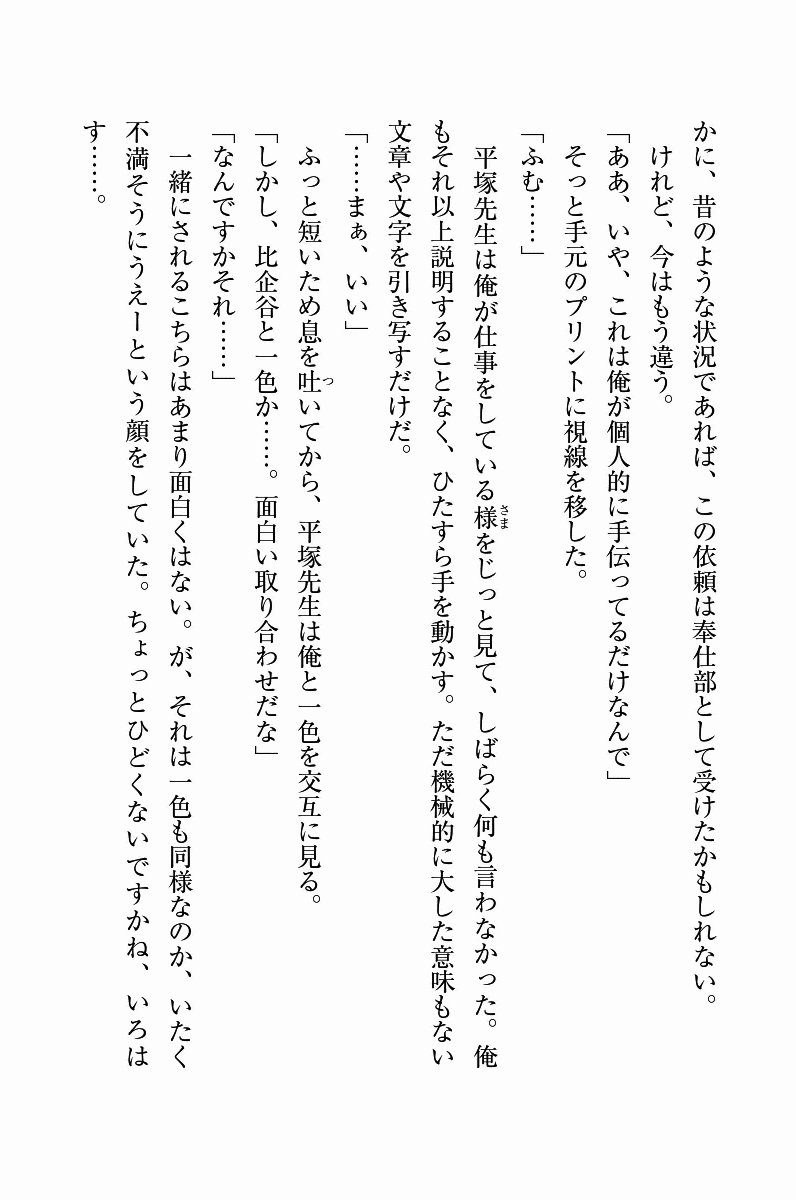 かに、昔のような状況であれば、この依頼は奉仕部として受けたかもしれない。
けれど、今はもう違う。
「ああ、いや、これは俺が個人的に手伝ってるだけなんで」
そっと手元のプリントに視線を移した。
「ふむ……」
平塚先生は俺が仕事をしている様さまをじっと見て、しばらく何も言わなかった。俺
もそれ以上説明することなく、ひたすら手を動かす。ただ機械的に大した意味もない
文章や文字を引き写すだけだ。
「……まぁ、いい」
ふっと短いため息を吐ついてから、平塚先生は俺と一色を交互に見る。
「しかし、比企谷と一色か……。面白い取り合わせだな」
「なんですかそれ……」
一緒にされるこちらはあまり面白くはない。が、それは一色も同様なのか、いたく
不満そうにうえーという顔をしていた。ちょっとひどくないですかね、いろは
す……。